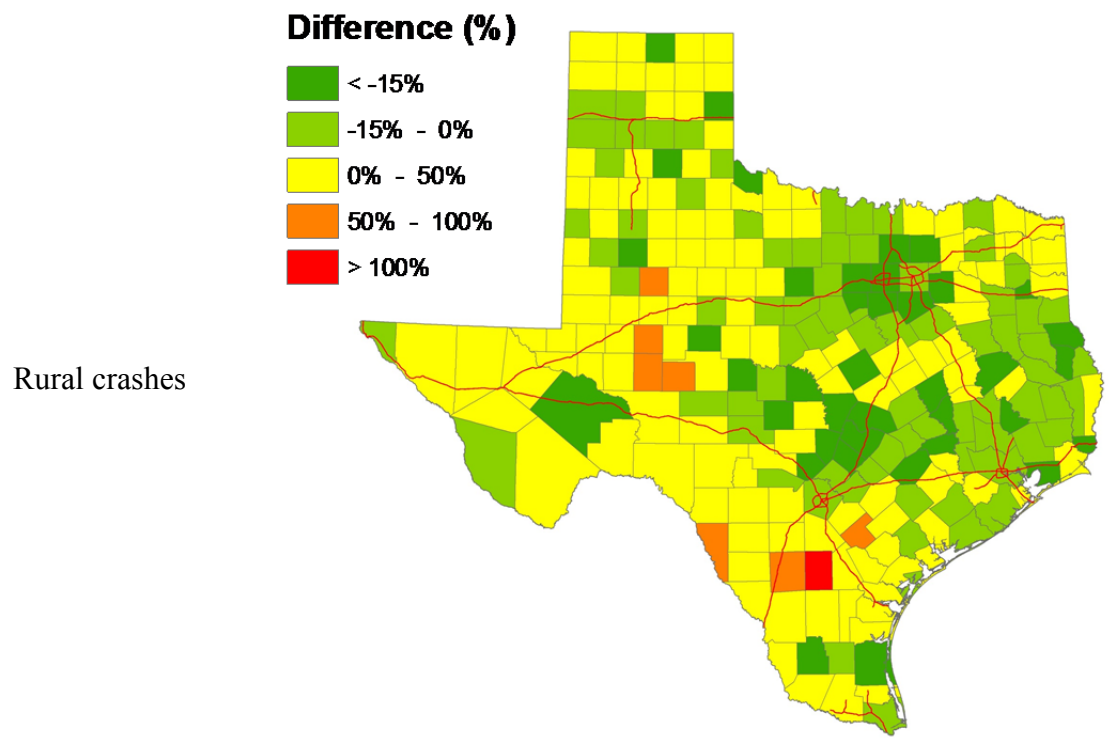 Difference (%)
< -15%
-15% - 0%
0% - 50%
50% - 100%
> 100%
Rural crashes